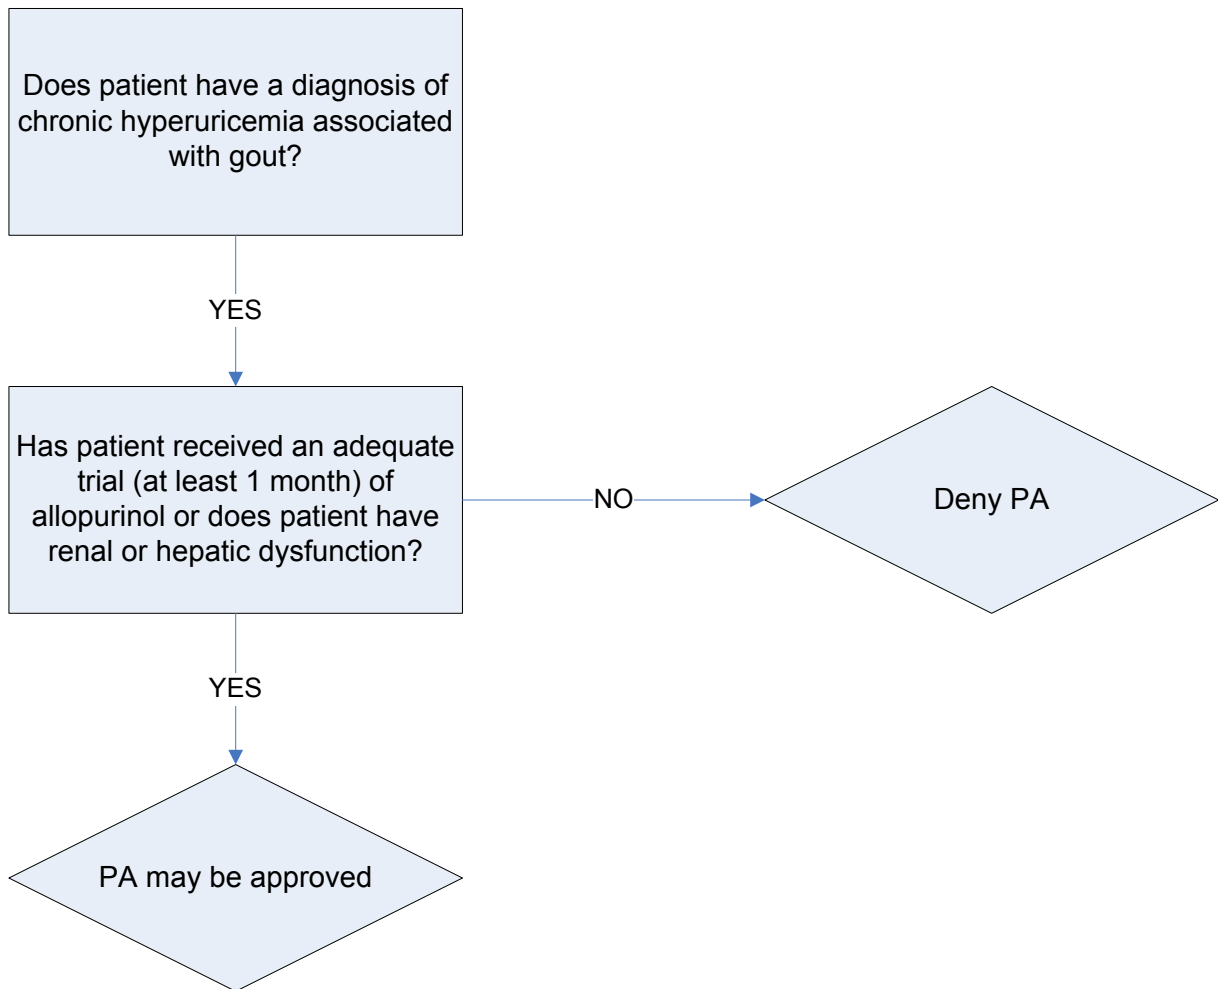 Does patient have a diagnosis of
chronic hyperuricemia associated
with gout?
YES
Has patient received an adequate
trial (at least 1 month) of
allopurinol or does patient have
renal or hepatic dysfunction?
NO
Deny PA
YES
PA may be approved